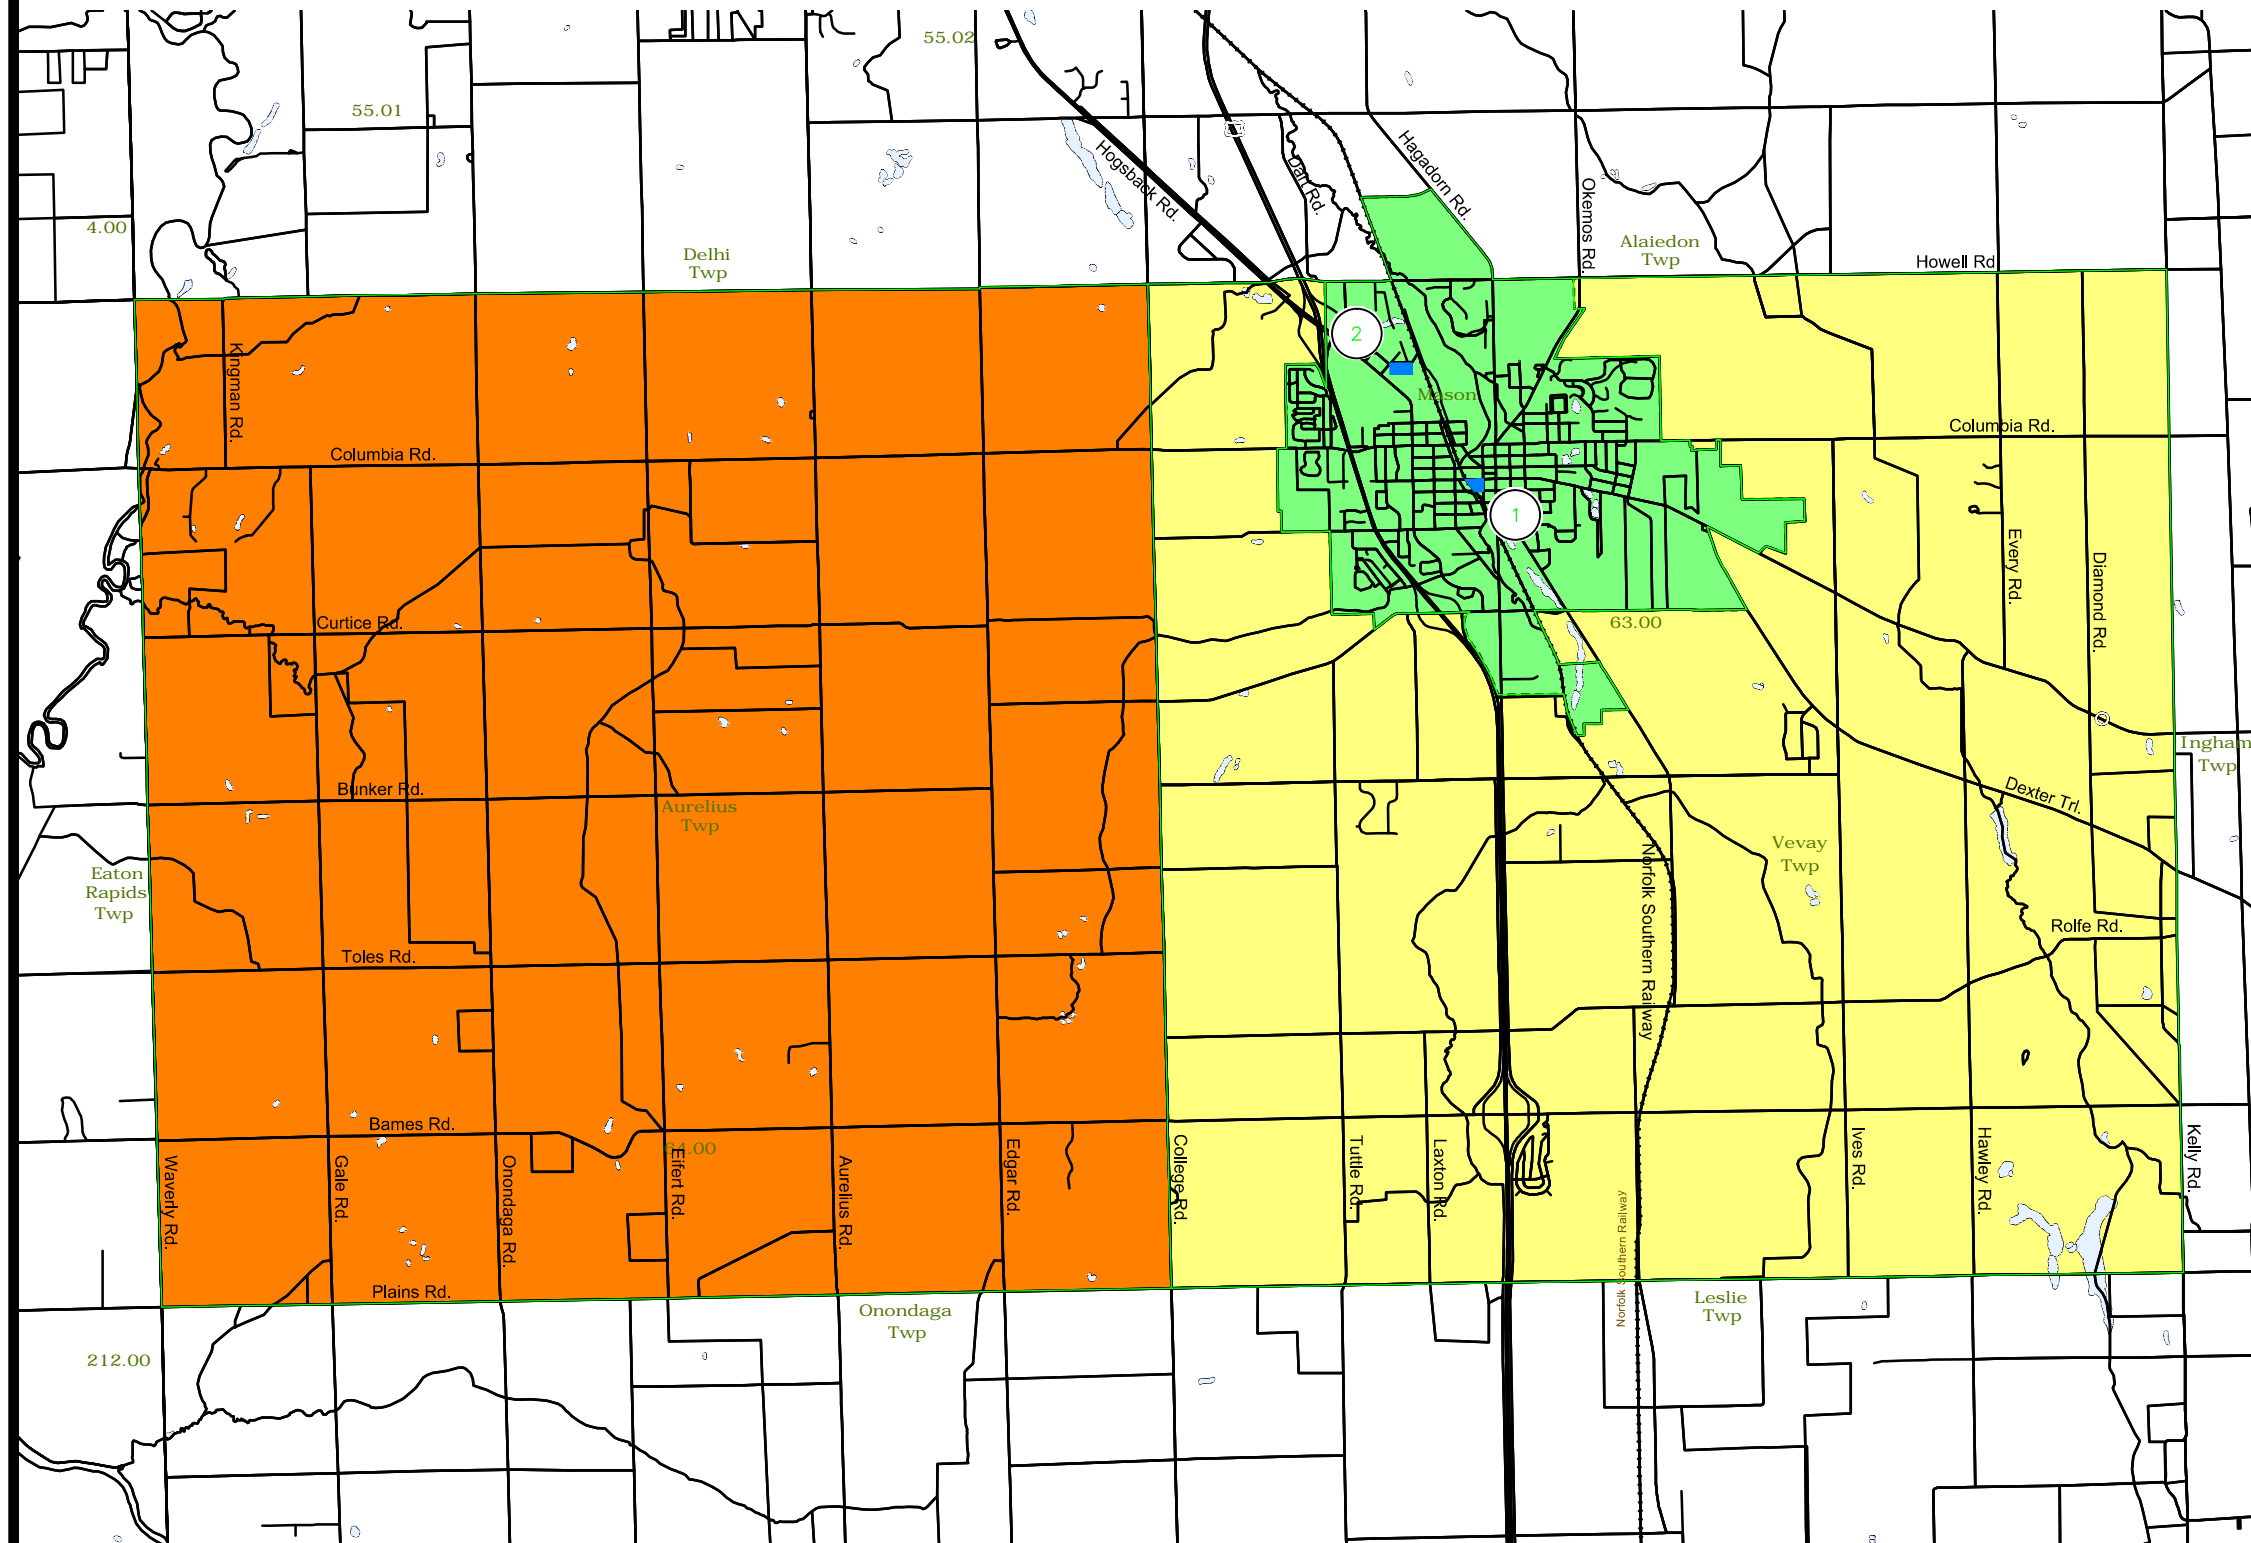 55.02
55.01
Hogsback Rd.
Dart Rd.
Hagadorn Rd.
Okemos Rd.
4.00
Delhi
Twp
Alaiedon
Twp
Howell Rd
2
Kingman Rd.
Mason
Columbia Rd.
Columbia Rd.
1
Every Rd.
Diamond Rd.
Curtice Rd.
63.00
Ingham
Twp
Bunker Rd.
Aurelius
Twp
Dexter Trl.
Vevay
Twp
Eaton
Rapids
Twp
Norfolk Southern Railway
Rolfe Rd.
Toles Rd.
Barnes Rd.
64.00
Waverly Rd.
Gale Rd.
Onondaga Rd.
Eifert Rd.
Aurelius Rd.
Edgar Rd.
College Rd.
Tuttle Rd.
Laxton Rd.
Norfolk Southern Railway
Ives Rd.
Hawley Rd.
Kelly Rd.
Plains Rd.
Onondaga
Twp
Leslie
Twp
212.00